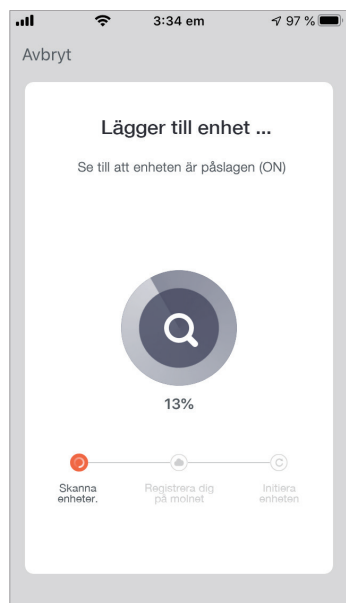 3:34 em
97 %
Avbryt
Lägger till enhet ...
Se till att enheten är påslagen (ON)
13%
Skanna
enheter.
Registrera dig
på molnet
Initiera
enheten